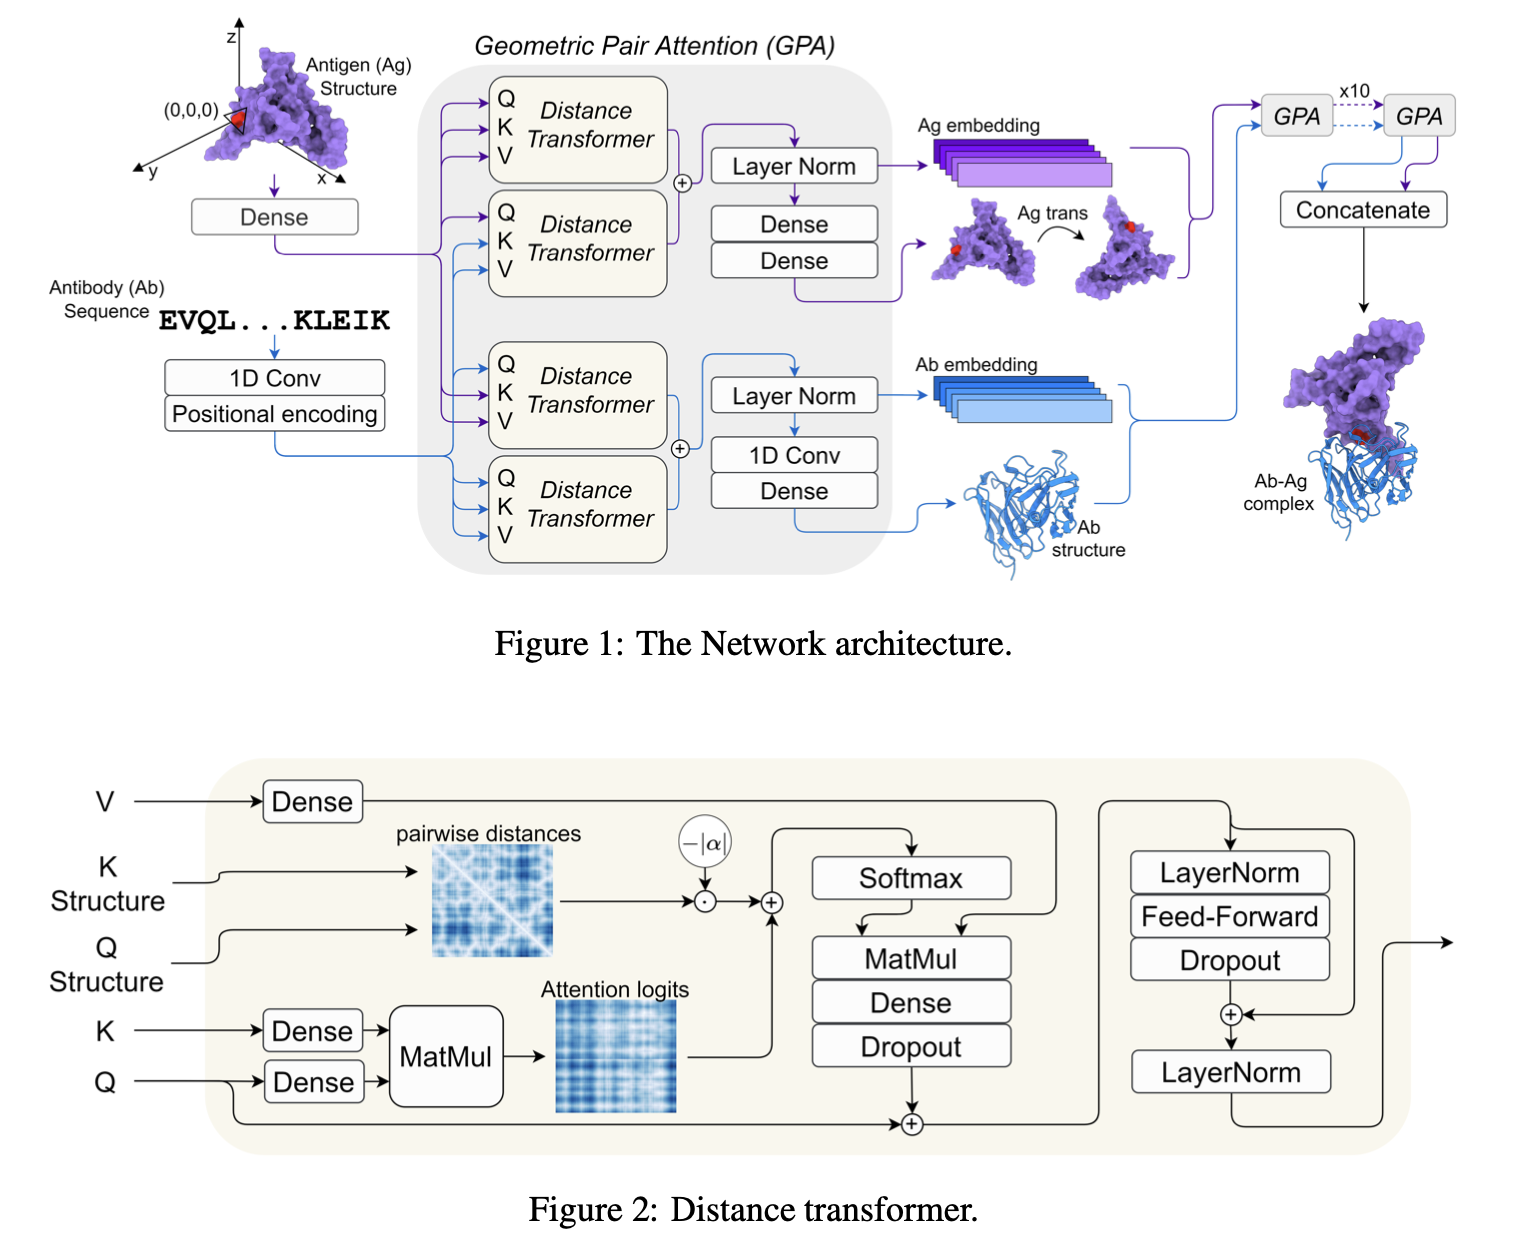 Geometric Pair Attention (GPA)
z
Antigen (Ag)
Structure
(0,0,0)
y
x
Dense
Antibody (Ab)
Sequence
EVQL...KLEIK
1D Conv
Positional encoding
Q
K
V
Distance
Transformer
Q
K
V
Distance
Transformer
Q
K
V
Distance
Transformer
Q
K
V
Distance
Transformer
+
Layer Norm
Dense
Dense
+
Layer Norm
1D Conv
Dense
Ag embedding
Ag trans
Ab embedding
Ab
structure
GPA
x10
GPA
Concatenate
Ab-Ag
complex
Figure 1: The Network architecture.
V
Dense
K
Structure
Q
Structure
pairwise distances
−|α|
·
+
K
Dense
Q
Dense
MatMul
Attention logits
Softmax
MatMul
Dense
Dropout
+
LayerNorm
Feed-Forward
Dropout
+
LayerNorm
Figure 2: Distance transformer.